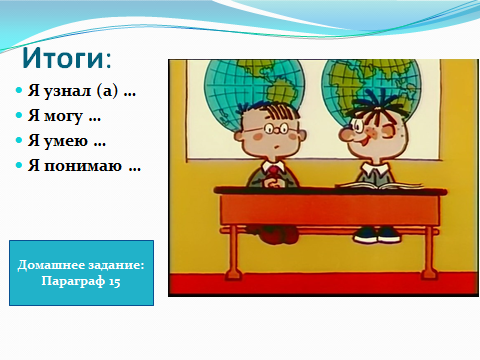 Итоги:
Я узнал (а) ...
Я могу ...
Я умею ...
Я понимаю ...
Домашнее задание:
Параграф 15